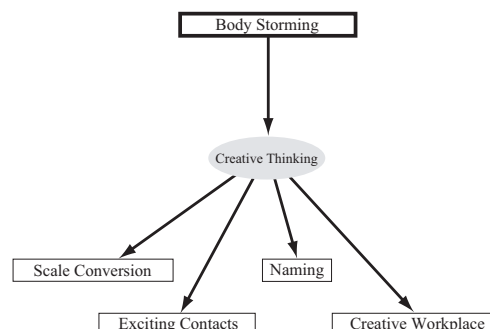 Body Storming
Creative Thinking
Scale Conversion
Naming
Exciting Contacts
Creative Workplace